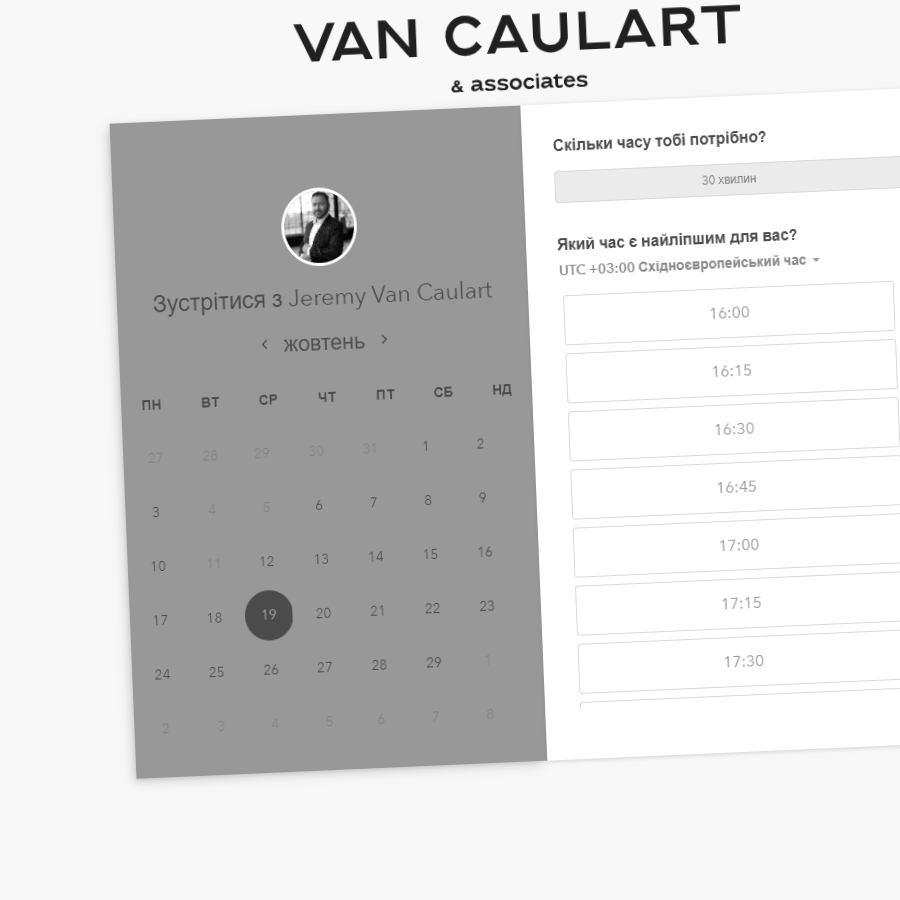 VAN CAULART
& associates
Зустрітися з Jeremy Van Caulart
‹ жовтень ›
ПН ВТ СР ЧТ ПТ СБ НД
27 28 29 30 31 1 2
3 4 5 6 7 8 9
10 11 12 13 14 15 16
17 18 19 20 21 22 23
24 25 26 27 28 29 1
2 3 4 5 6 7 8
Скільки часу тобі потрібно?
30 хвилин
Який час є найліпшим для вас?
UTC +03:00 Східноєвропейський час
16:00
16:15
16:30
16:45
17:00
17:15
17:30